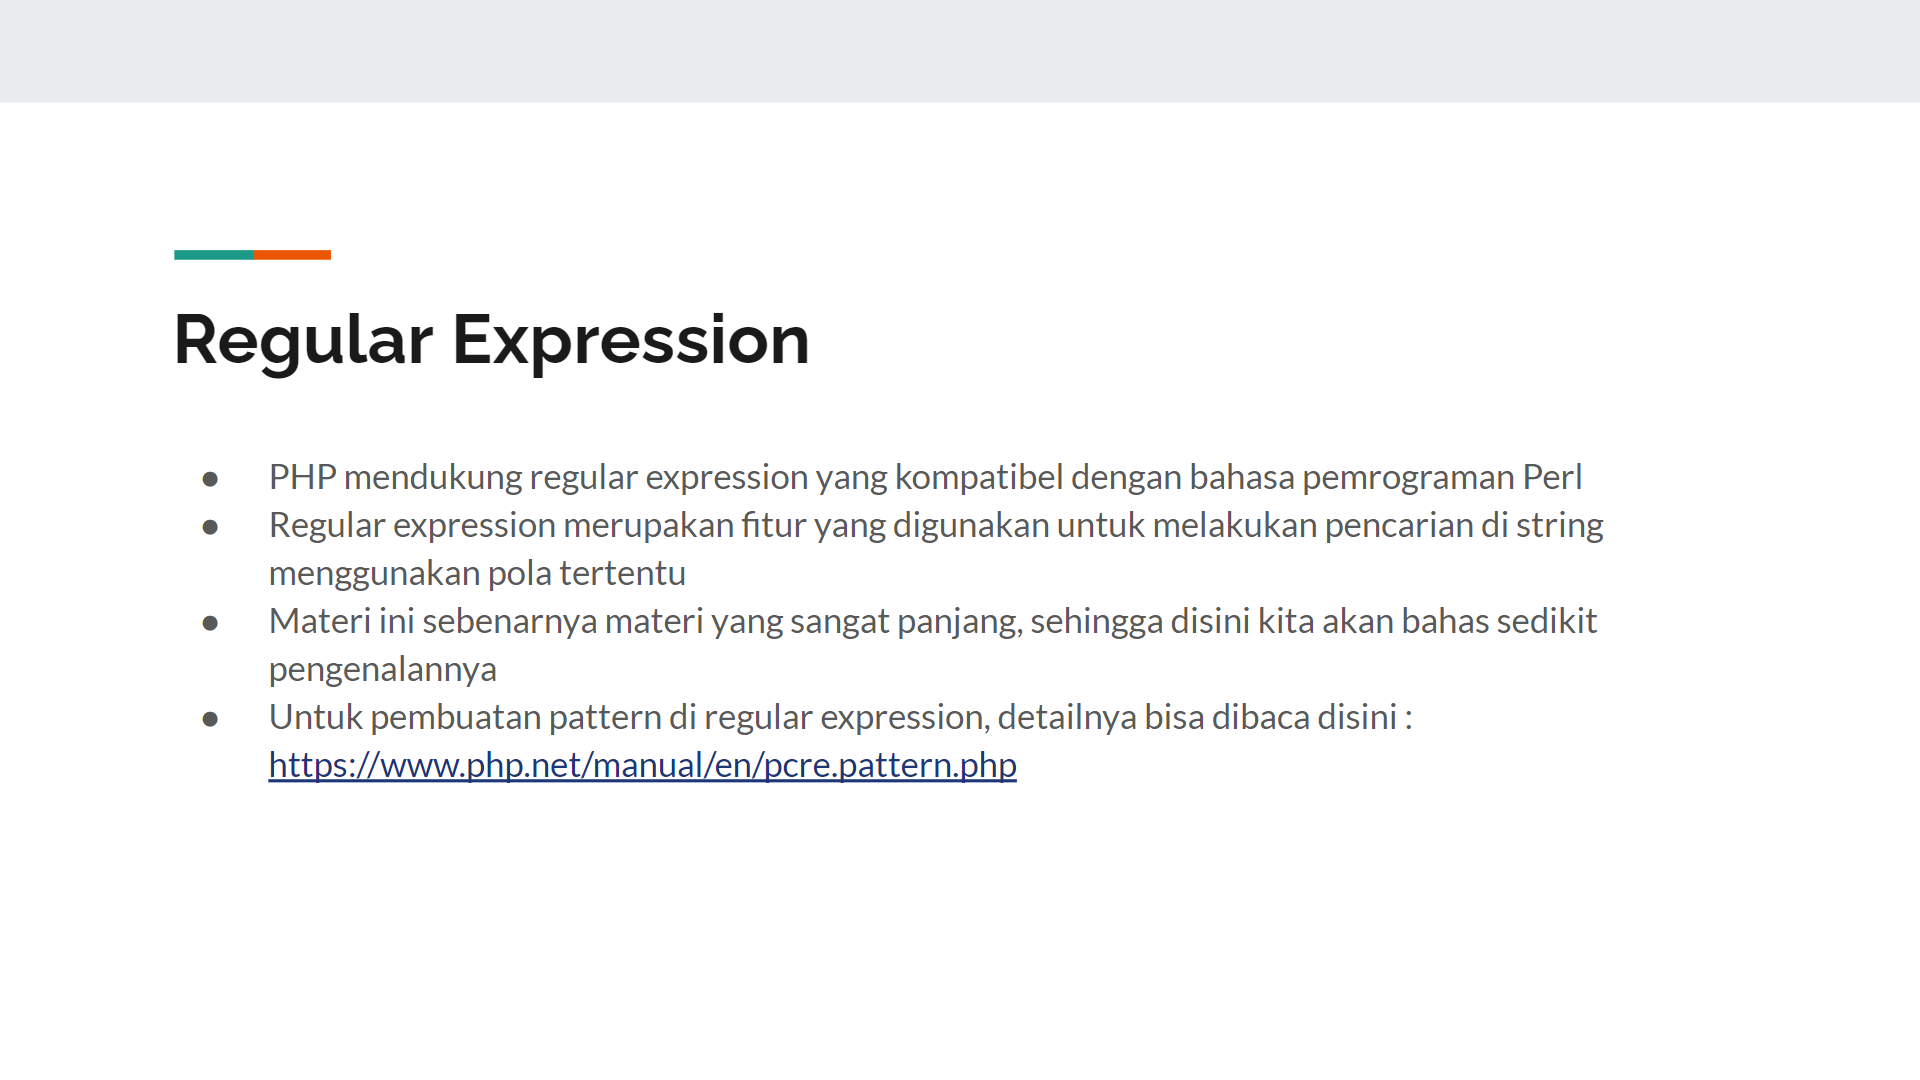 Regular Expression
● PHP mendukung regular expression yang kompatibel dengan bahasa pemrograman Perl
● Regular expression merupakan fitur yang digunakan untuk melakukan pencarian di string
menggunakan pola tertentu
● Materi ini sebenarnya materi yang sangat panjang, sehingga disini kita akan bahas sedikit
pengenalannya
● Untuk pembuatan pattern di regular expression, detailnya bisa dibaca disini :
https://www.php.net/manual/en/pcre.pattern.php